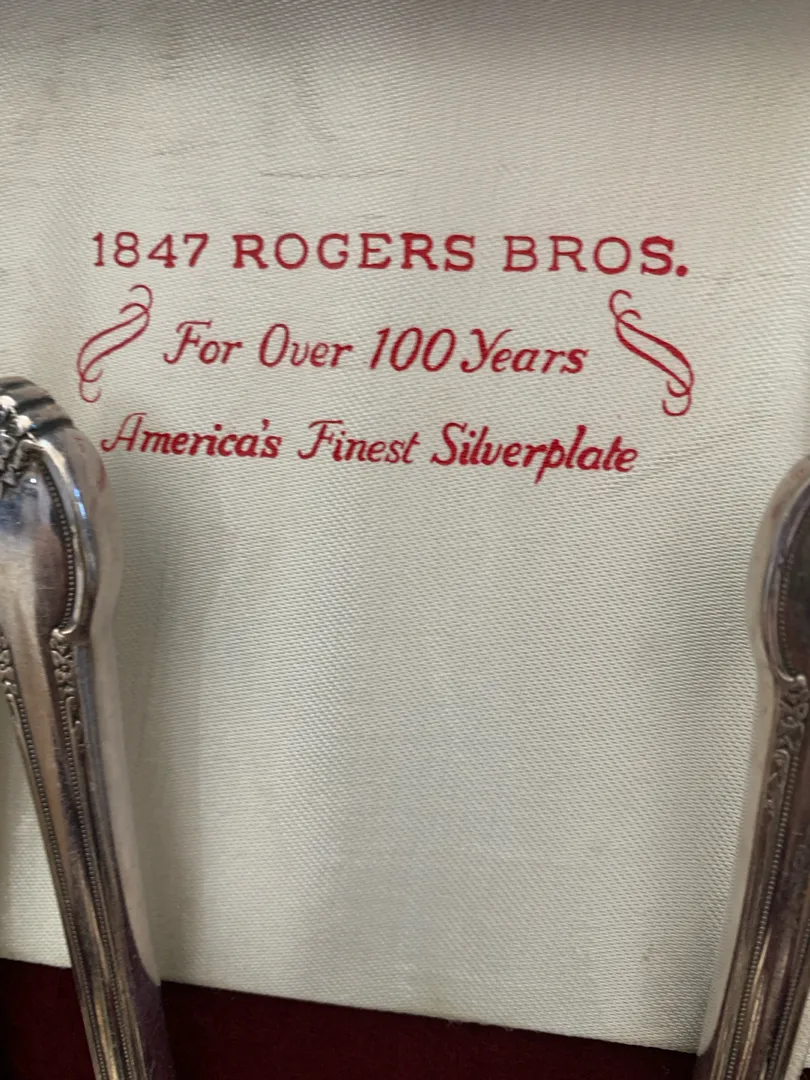 1847 ROGERS BROS.
For Over 100 Years
America's Finest Silverplate